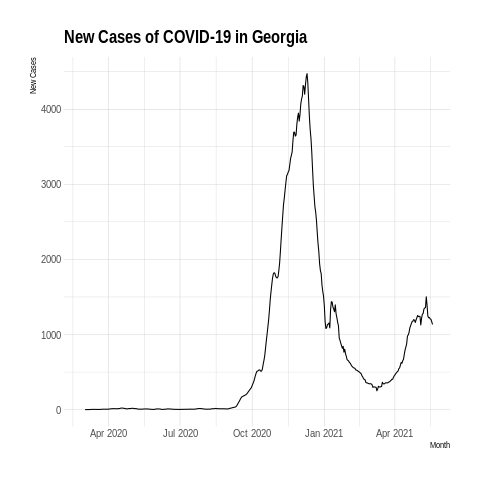 New Cases of COVID-19 in Georgia
New Cases
4000
3000
2000
1000
0
Apr 2020 Jul 2020 Oct 2020 Jan 2021 Apr 2021
Month